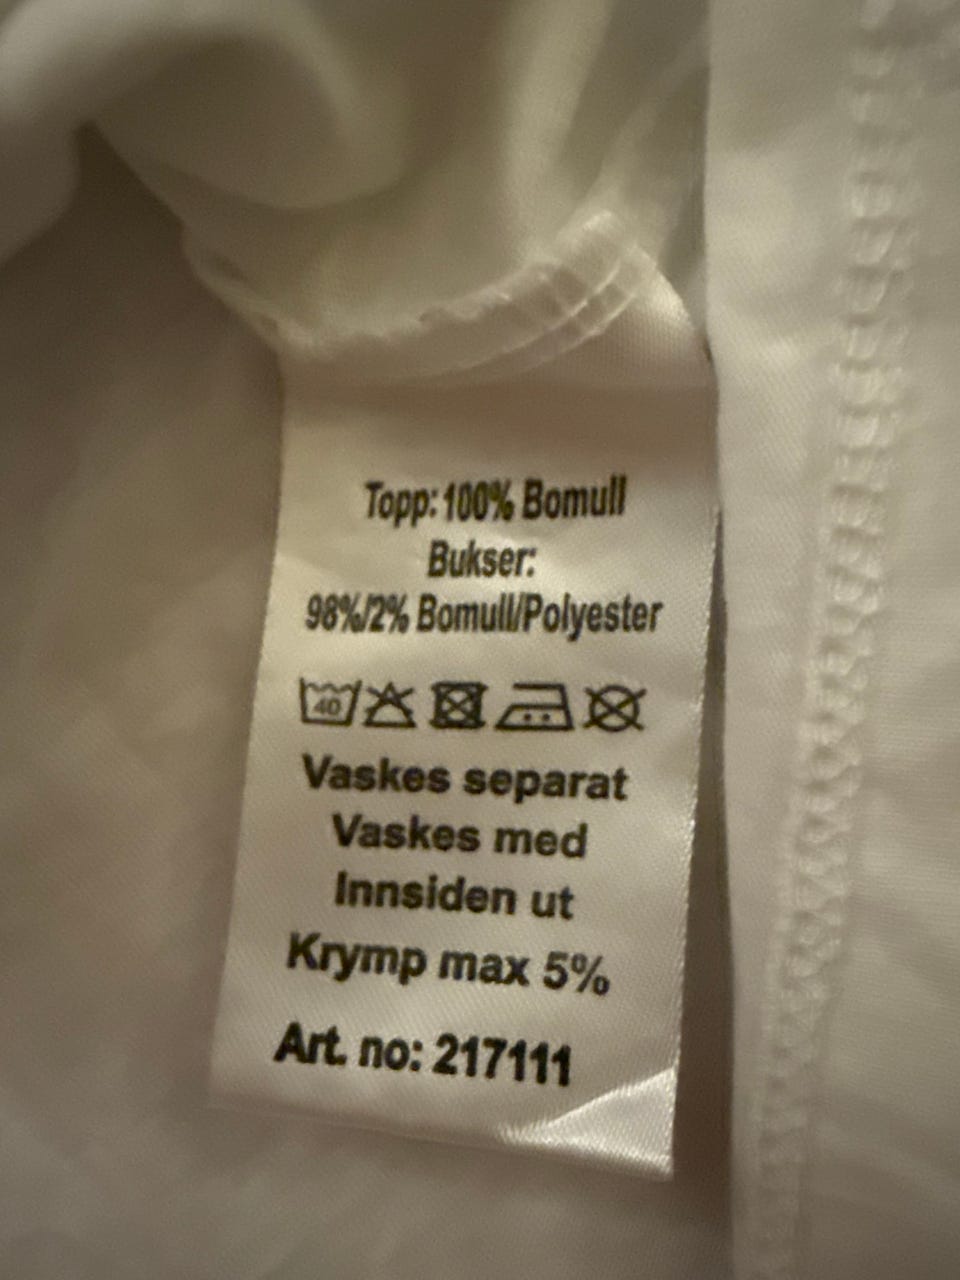 Topp: 100% Bomull
Bukser:
98%/2% Bomull/Polyester
40
Vaskes separat
Vaskes med
Innsiden ut
Krymp max 5%
Art. no: 217111